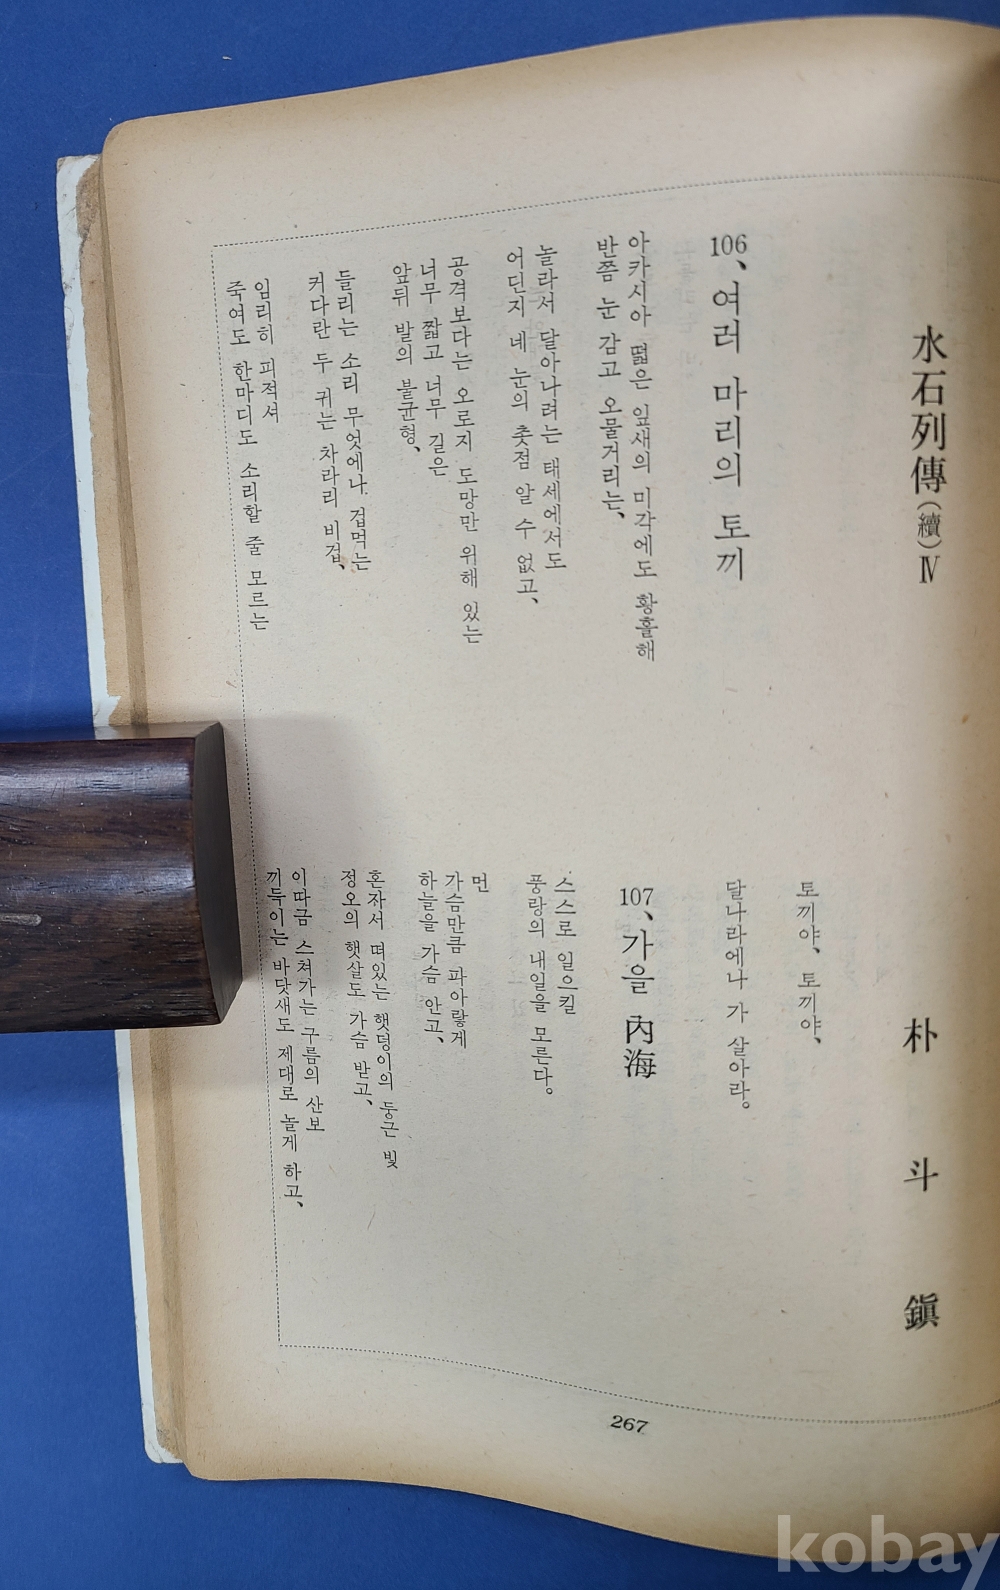 水石列傳(續)Ⅳ
朴斗鎭
106、여러 마리의 토끼
아카시아 떫은 잎새의 미각에도 황홀해
반쯤 눈 감고 오물거리는、
놀라서 달아나려는 태세에서도
어딘지 네 눈의 촛점 알 수 없고、
공격보다는 오로지 도망만 위해 있는
너무 짧고 너무 길은
앞뒤 발의 불균형、
들리는 소리 무엇에나 겁먹는
커다란 두 귀는 차라리 비겁、
임리히 피적셔
죽여도 한마디도 소리할 줄 모르는
토끼야、토끼야、
달나라에나 가 살아라。
107、가을 內海
스스로 일으킬
풍랑의 내일을 모른다。
먼
가슴만큼 파아랗게
하늘을 가슴 안고、
혼자서 떠있는 햇덩이의 둥근 빛
정오의 햇살도 가슴 받고、
이따금 스쳐가는 구름의 산보
끼득이는 바닷새도 제대로 놀게 하고、
267
kobay